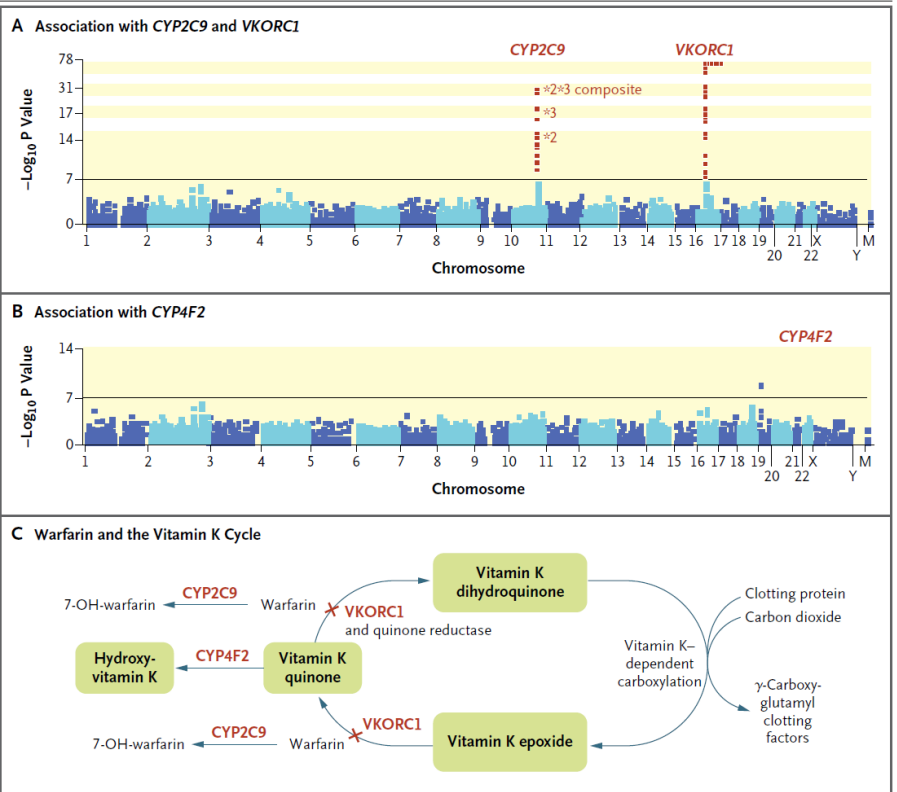 A Association with CYP2C9 and VKORC1
CYP2C9
VKORC1
78
31
17
14
7
0
–Log10 P Value
*2*3 composite
*3
*2
1 2 3 4 5 6 7 8 9 10 11 12 13 14 15 16 17 18 19 21 X M
20 22 Y
Chromosome
B Association with CYP4F2
CYP4F2
14
7
0
–Log10 P Value
1 2 3 4 5 6 7 8 9 10 11 12 13 14 15 16 17 18 19 21 X M
20 22 Y
Chromosome
C Warfarin and the Vitamin K Cycle
7-OH-warfarin
CYP2C9
Warfarin
VKORC1
and quinone reductase
Vitamin K
dihydroquinone
Clotting protein
Carbon dioxide
Hydroxy-
vitamin K
CYP4F2
Vitamin K
quinone
Vitamin K–
dependent
carboxylation
γ-Carboxy-
glutamyl
clotting
factors
7-OH-warfarin
CYP2C9
Warfarin
VKORC1
Vitamin K epoxide